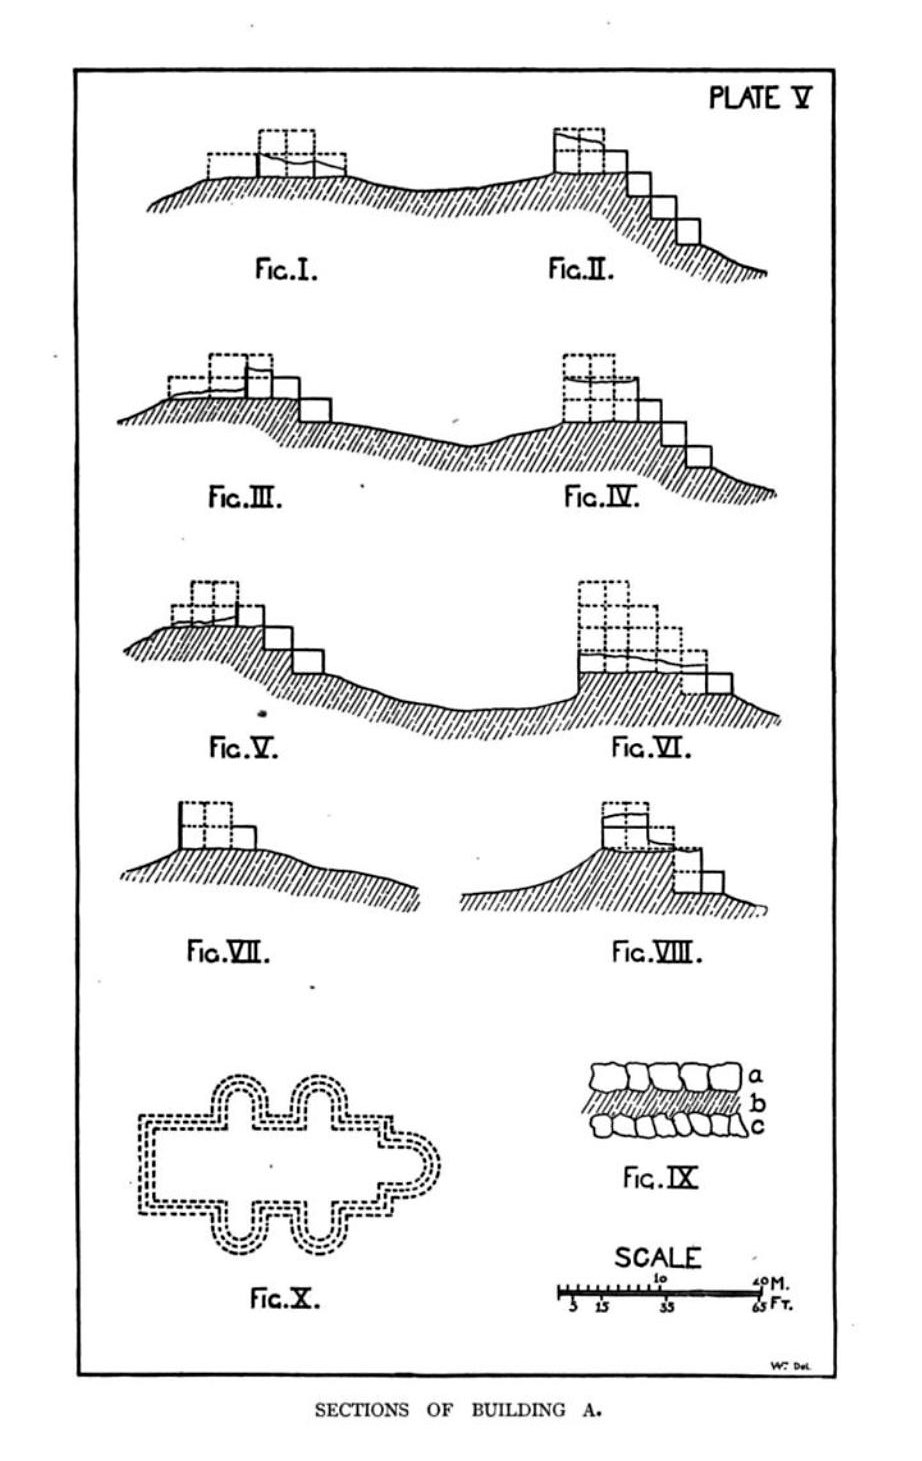 PLATE V
FIG.I.
FIG.II.
FIG.III.
FIG.IV.
FIG.V.
FIG.VI.
FIG.VII.
FIG.VIII.
a
b
c
FIG.IX
FIG.X.
SCALE
10 20 M.
5 15 35 65 FT.
Del.
SECTIONS OF BUILDING A.